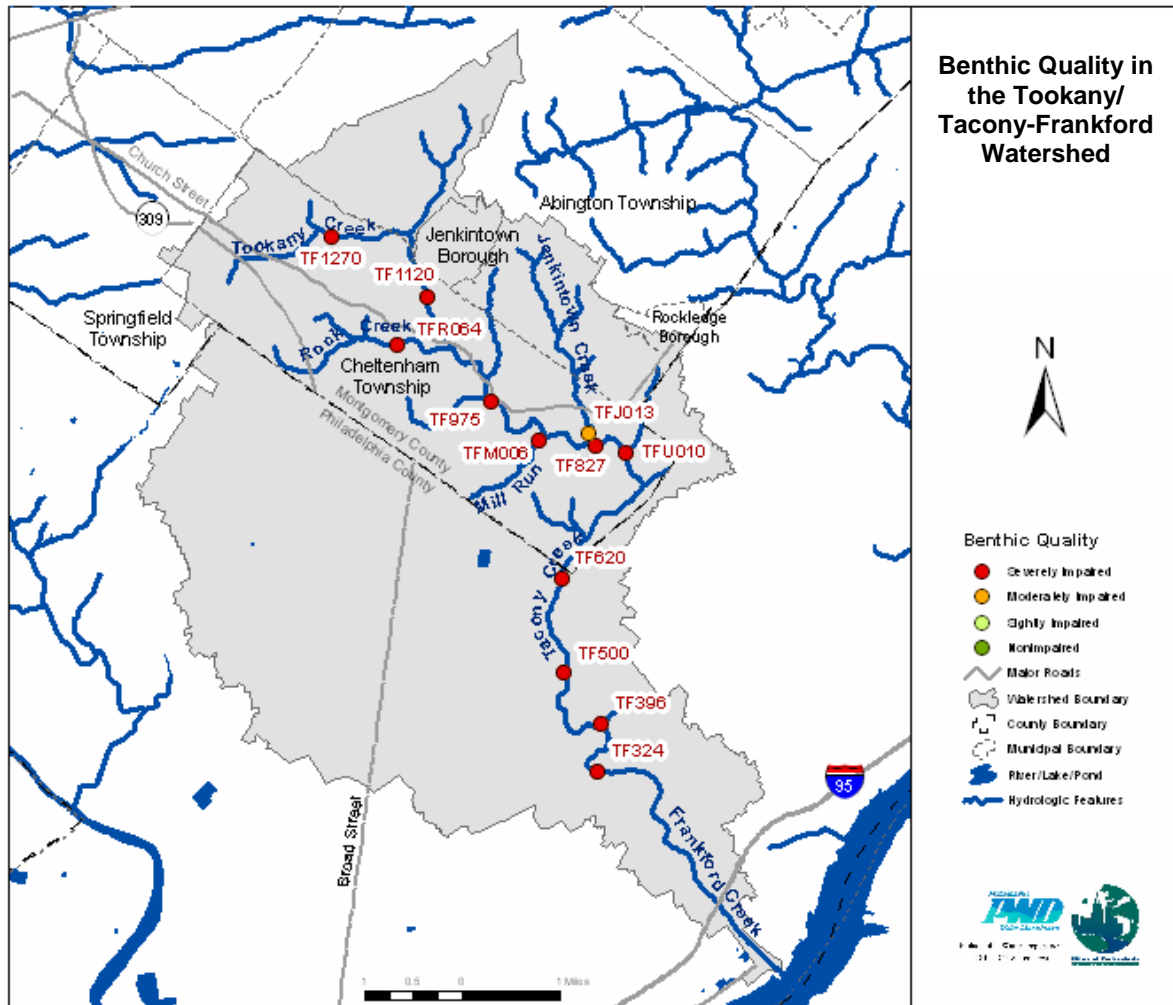 Benthic Quality in
the Tookany/
Tacony-Frankford
Watershed
Church Street
309
Abington Township
Tookany Creek
Jenkintown
Borough
TF1270
TF1120
Jenkintown Creek
Springfield
Township
Rock Creek
TFR064
Rockledge
Borough
Cheltenham
Township
Montgomery County
Philadelphia County
TF975
TFJ013
TFM006
TF827
TFU010
Mill Run
TF620
Tacony Creek
TF500
TF396
TF324
Broad Street
95
Frankford Creek
N
Benthic Quality
Severely Impaired
Moderately Impaired
Slightly Impaired
Nonimpaired
Major Roads
Watershed Boundary
County Boundary
Municipal Boundary
River/Lake/Pond
Hydrologic Features
1 0.5 0 1 Miles
PWD